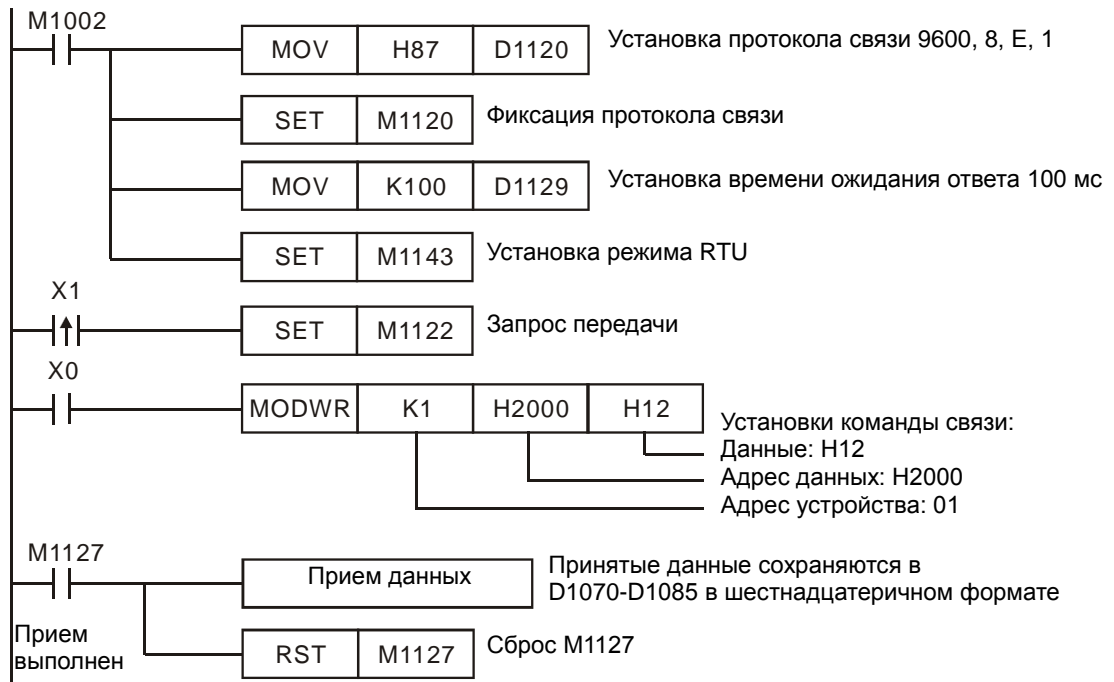 M1002
MOV H87 D1120 Установка протокола связи 9600, 8, E, 1
SET M1120 Фиксация протокола связи
MOV K100 D1129 Установка времени ожидания ответа 100 мс
SET M1143 Установка режима RTU
X1
SET M1122 Запрос передачи
X0
MODWR K1 H2000 H12
Установки команды связи:
Данные: H12
Адрес данных: H2000
Адрес устройства: 01
M1127
Прием данных
Принятые данные сохраняются в
D1070-D1085 в шестнадцатеричном формате
Прием
выполнен
RST M1127 Сброс M1127